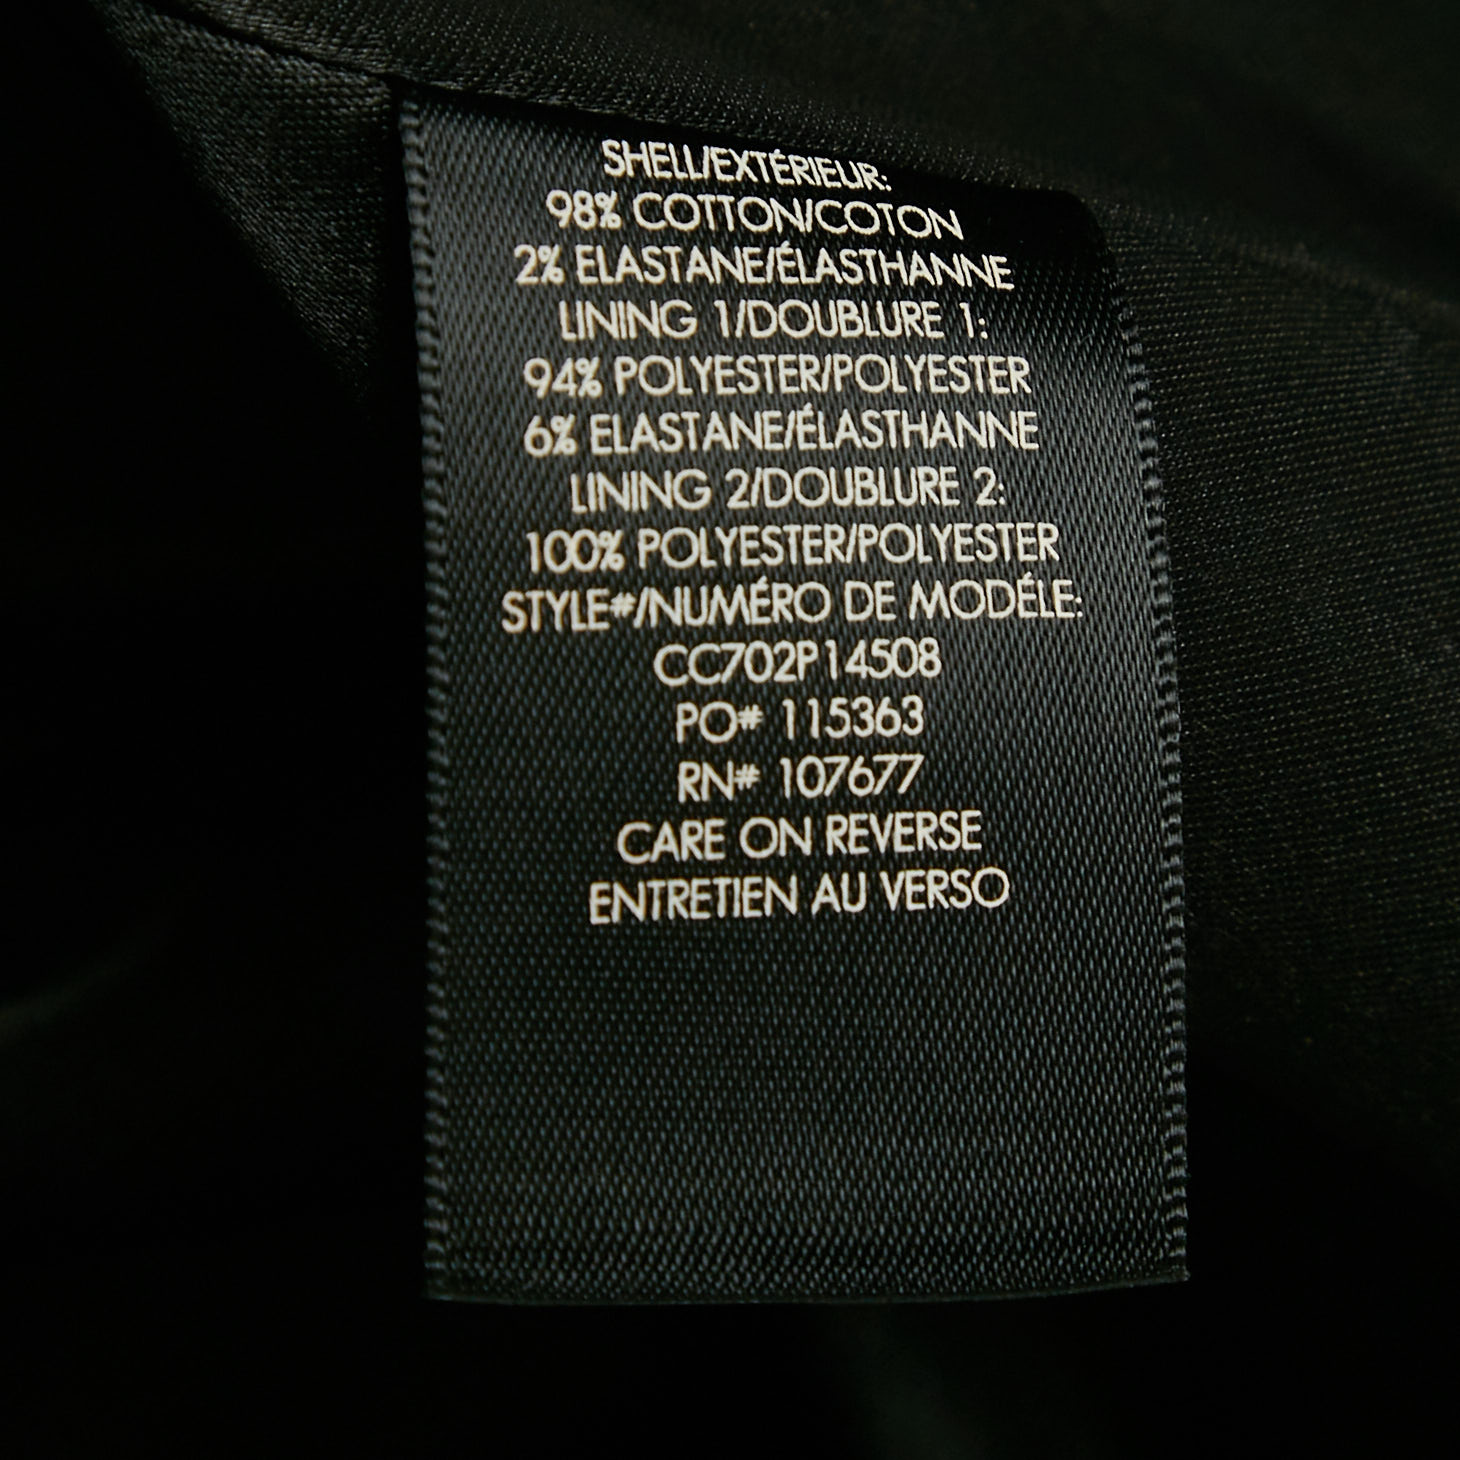 SHELL/EXTÉRIEUR:
98% COTTON/COTON
2% ELASTANE/ÉLASTHANNE
LINING 1/DOUBLURE 1:
94% POLYESTER/POLYESTER
6% ELASTANE/ÉLASTHANNE
LINING 2/DOUBLURE 2:
100% POLYESTER/POLYESTER
STYLE#/NUMÉRO DE MODÉLE:
CC702P14508
PO# 115363
RN# 107677
CARE ON REVERSE
ENTRETIEN AU VERSO